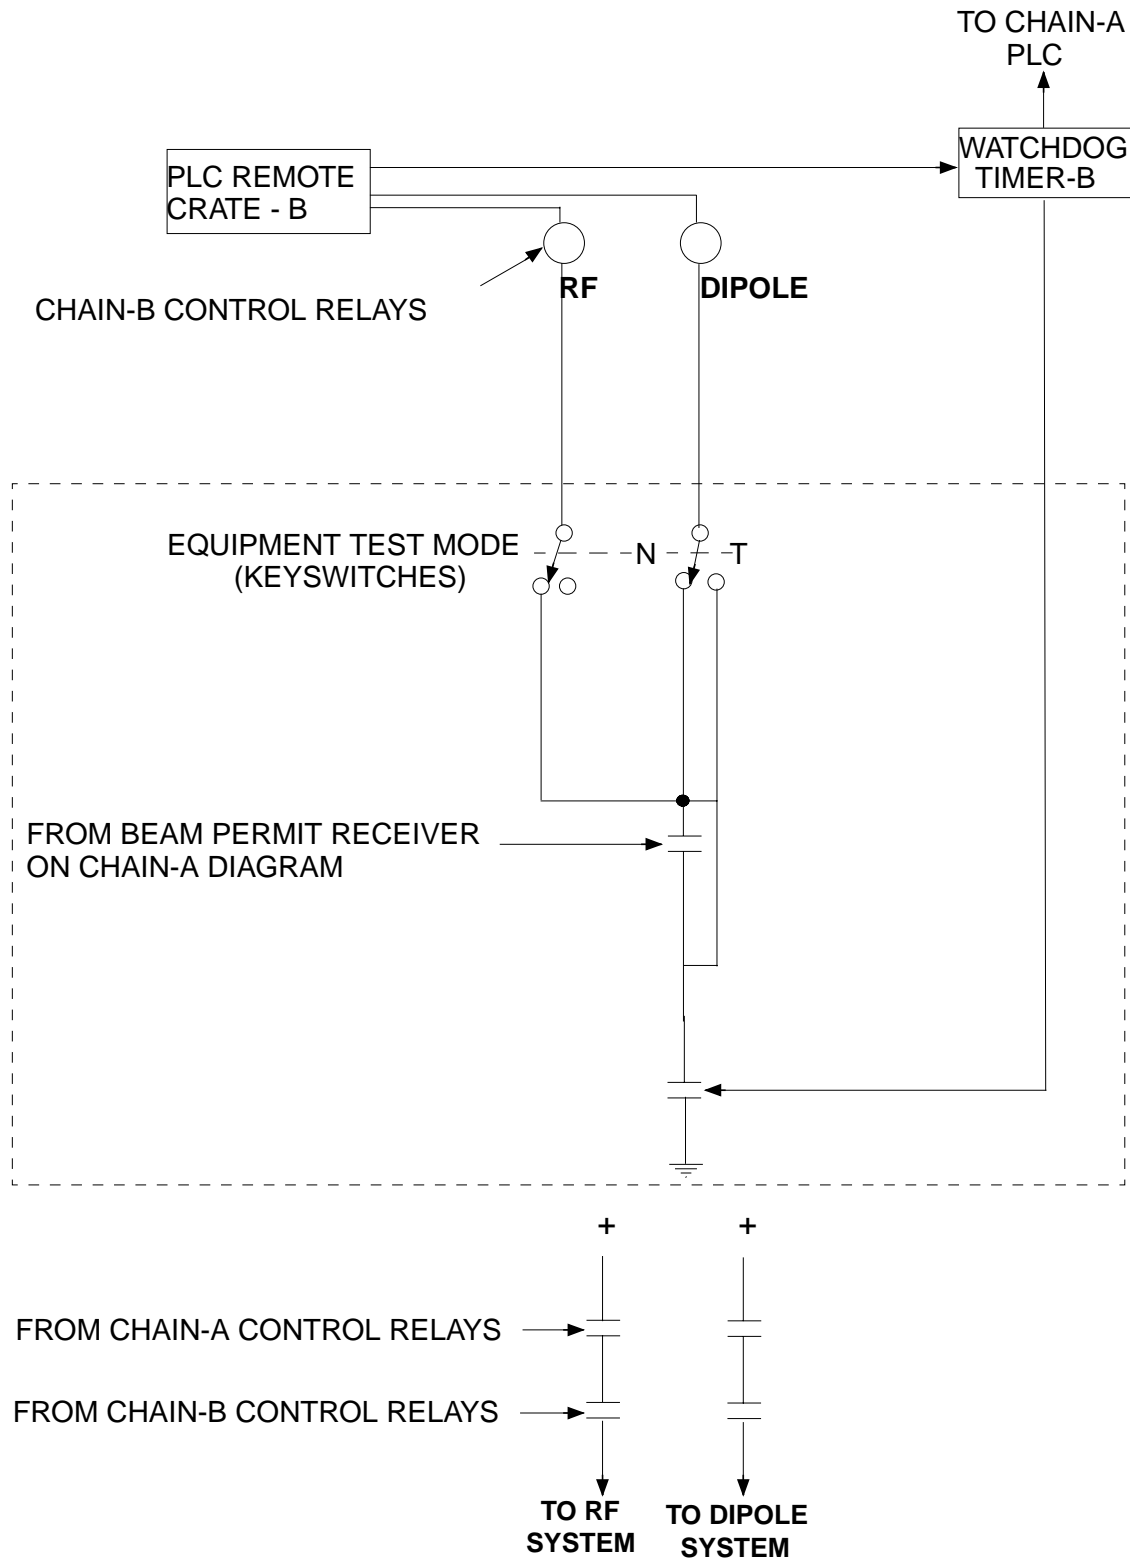 TO CHAIN-A
PLC
WATCHDOG
TIMER-B
PLC REMOTE
CRATE - B
RF
DIPOLE
CHAIN-B CONTROL RELAYS
EQUIPMENT TEST MODE
(KEYSWITCHES)
N
T
FROM BEAM PERMIT RECEIVER
ON CHAIN-A DIAGRAM
+
+
FROM CHAIN-A CONTROL RELAYS
FROM CHAIN-B CONTROL RELAYS
TO RF
SYSTEM
TO DIPOLE
SYSTEM